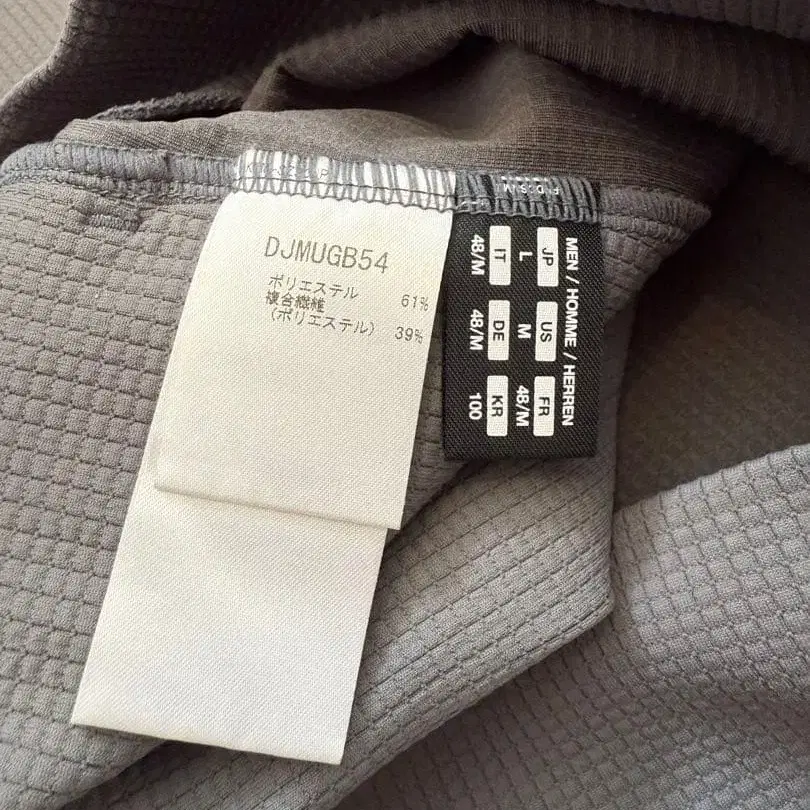 DJMUGB54
ポリエステル 61%
複合繊維
(ポリエステル) 39%
MEN / HOMME / HERREN
JP US FR
L M 48/M
IT DE KR
48/M 48/M 100